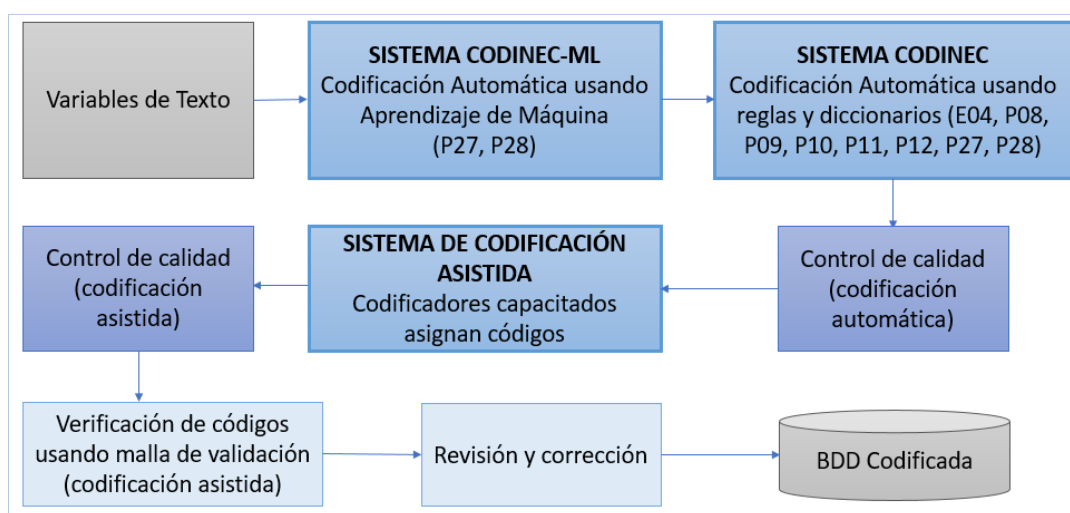 Variables de Texto
SISTEMA CODINEC-ML
Codificación Automática usando
Aprendizaje de Máquina
(P27, P28)
SISTEMA CODINEC
Codificación Automática usando
reglas y diccionarios (E04, P08,
P09, P10, P11, P12, P27, P28)
Control de calidad
(codificación
automática)
SISTEMA DE CODIFICACIÓN
ASISTIDA
Codificadores capacitados
asignan códigos
Control de calidad
(codificación
asistida)
Verificación de códigos
usando malla de validación
(codificación asistida)
Revisión y corrección
BDD Codificada